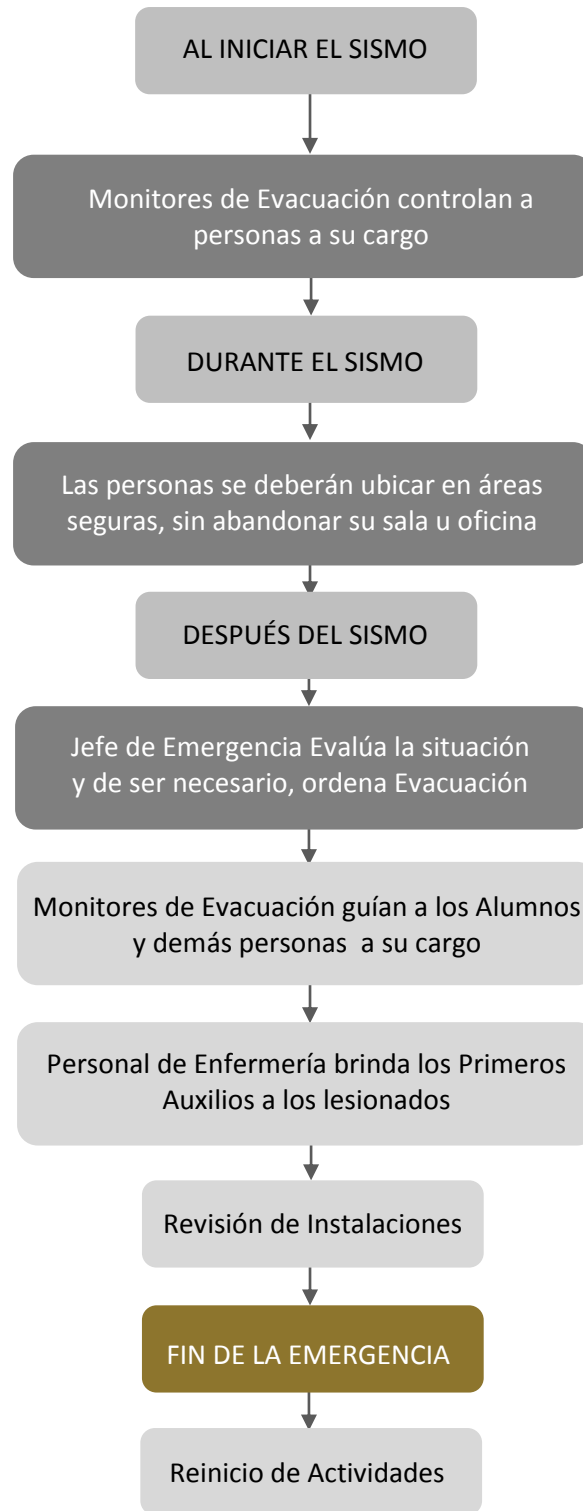 AL INICIAR EL SISMO
Monitores de Evacuación controlan a
personas a su cargo
DURANTE EL SISMO
Las personas se deberán ubicar en áreas
seguras, sin abandonar su sala u oficina
DESPUÉS DEL SISMO
Jefe de Emergencia Evalúa la situación
y de ser necesario, ordena Evacuación
Monitores de Evacuación guían a los Alumnos
y demás personas a su cargo
Personal de Enfermería brinda los Primeros
Auxilios a los lesionados
Revisión de Instalaciones
FIN DE LA EMERGENCIA
Reinicio de Actividades